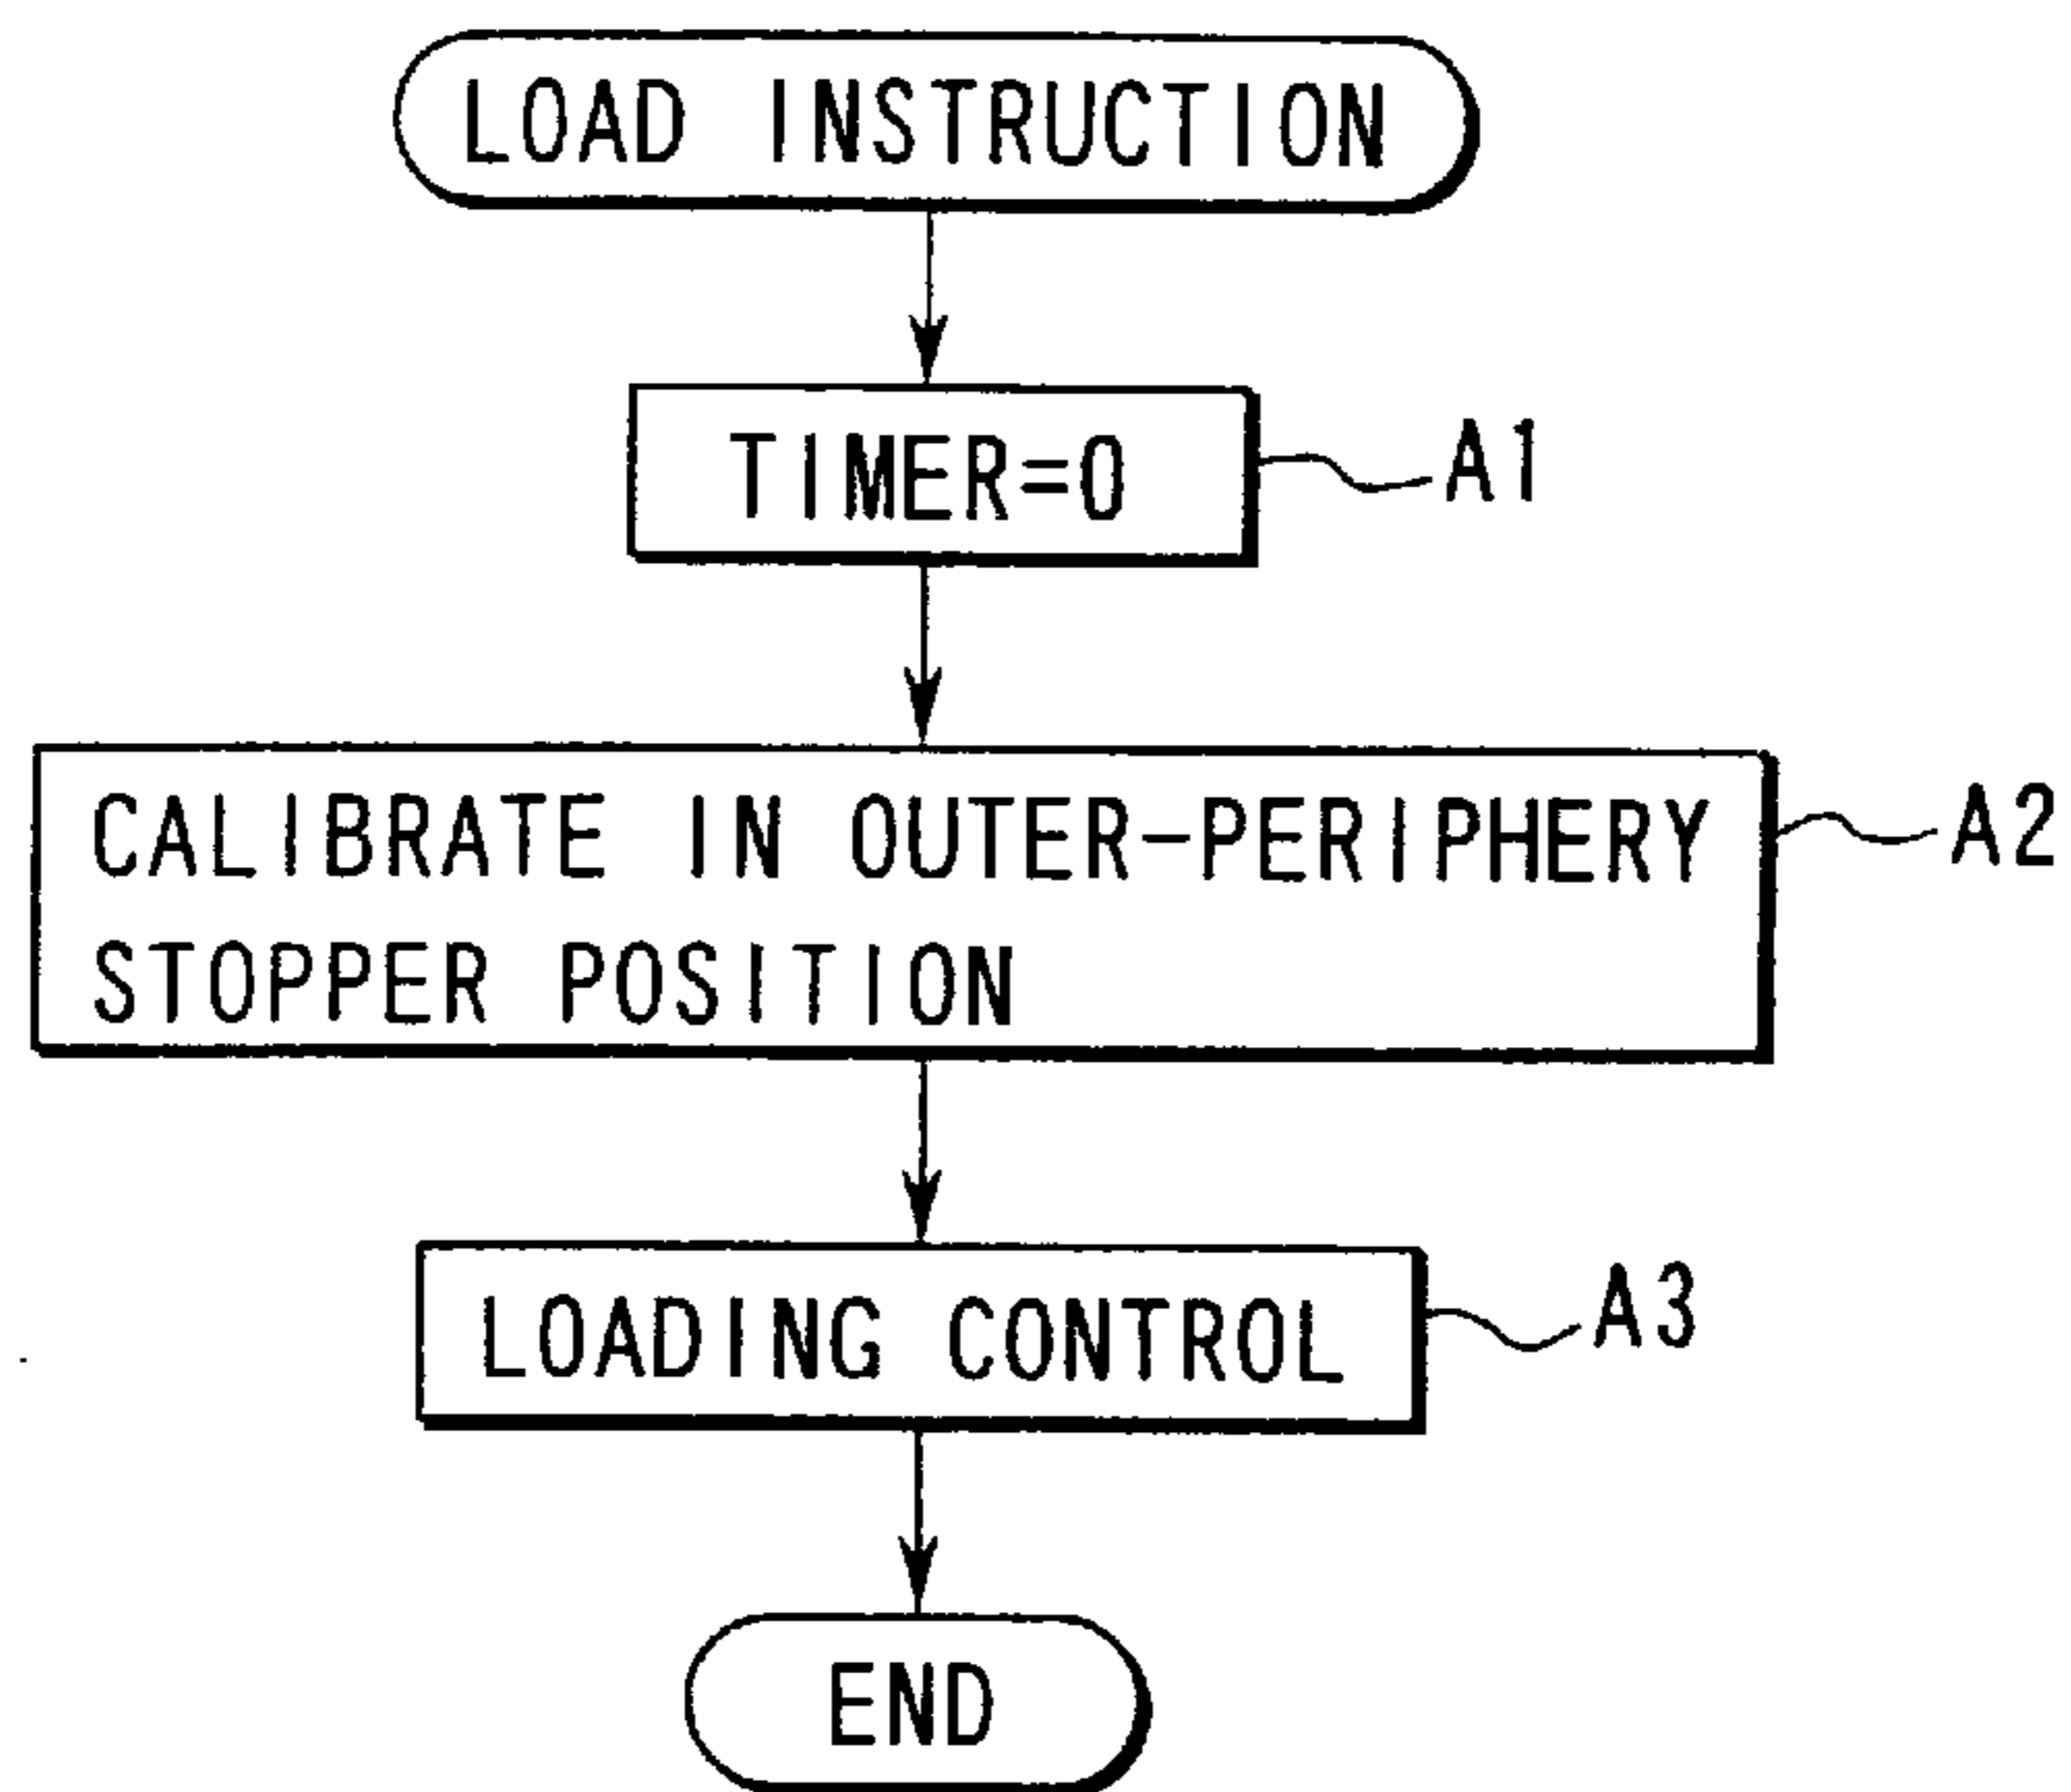 LOAD INSTRUCTION
TIMER=0
A1
CALIBRATE IN OUTER-PERIPHERY
STOPPER POSITION
A2
LOADING CONTROL
A3
END